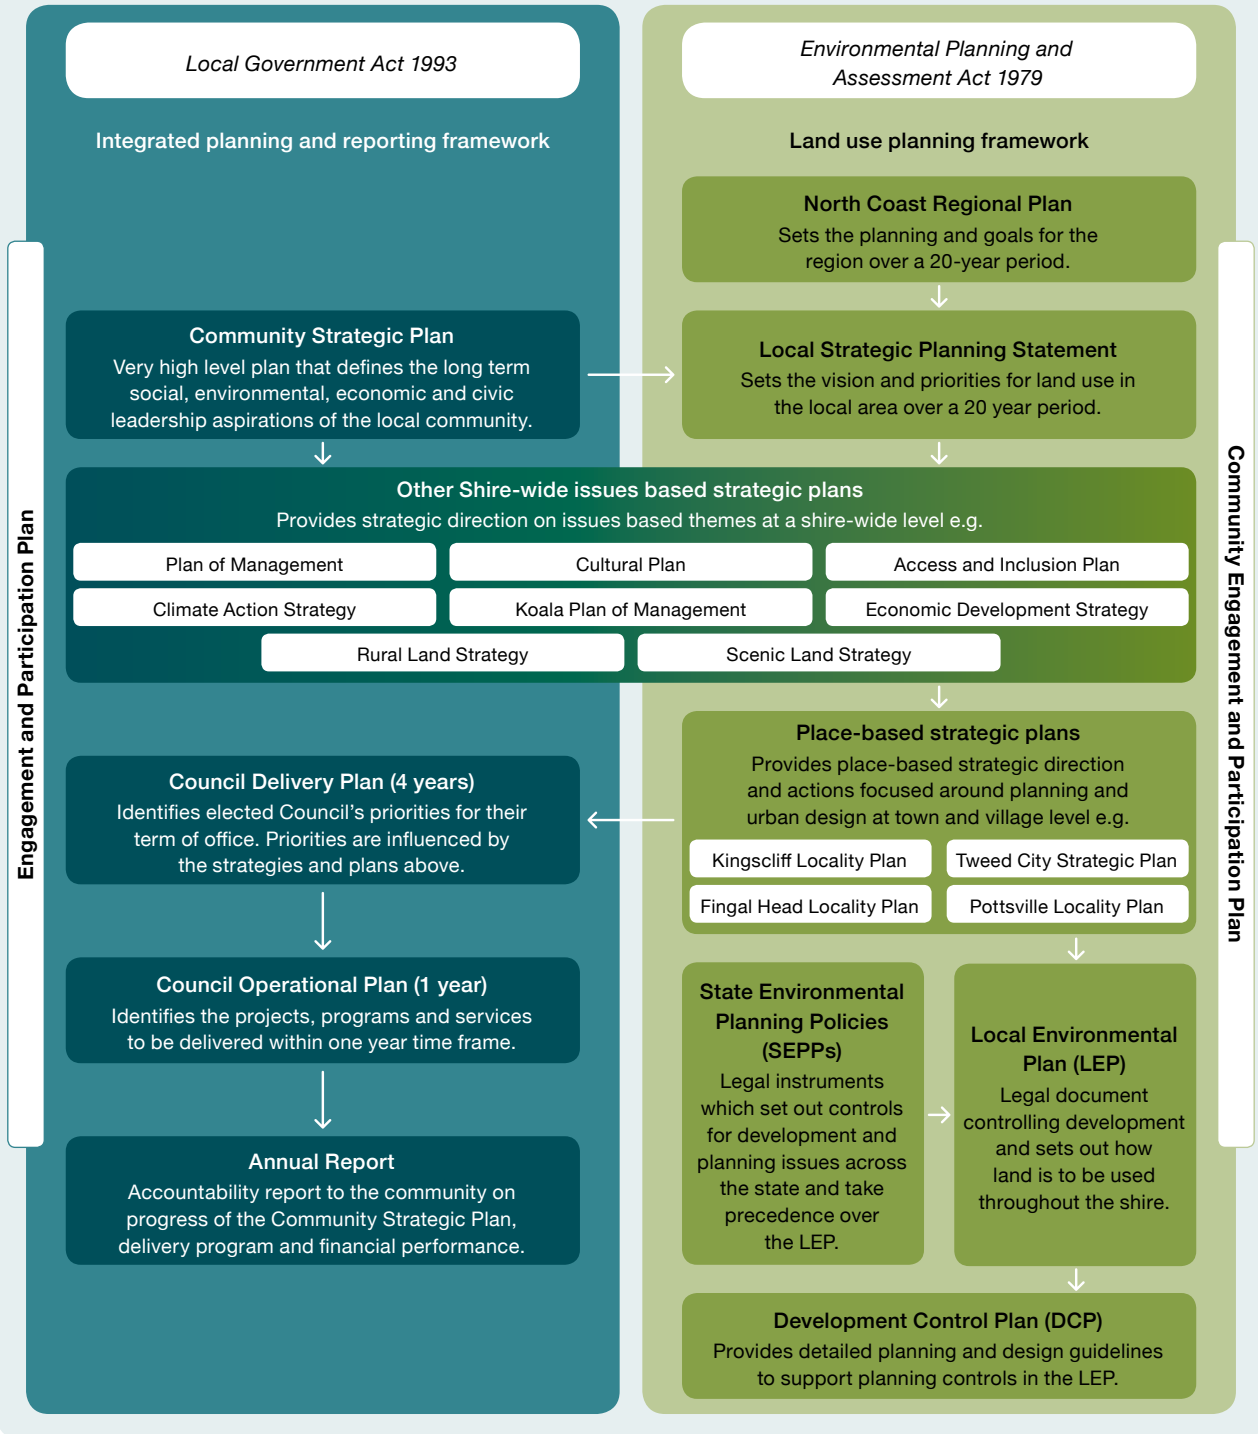 Local Government Act 1993
Integrated planning and reporting framework
Engagement and Participation Plan
Community Strategic Plan
Very high level plan that defines the long term
social, environmental, economic and civic
leadership aspirations of the local community.
Environmental Planning and
Assessment Act 1979
Land use planning framework
North Coast Regional Plan
Sets the planning and goals for the
region over a 20-year period.
Local Strategic Planning Statement
Sets the vision and priorities for land use in
the local area over a 20 year period.
Community Engagement and Participation Plan
Other Shire-wide issues based strategic plans
Provides strategic direction on issues based themes at a shire-wide level e.g.
Plan of Management
Cultural Plan
Access and Inclusion Plan
Climate Action Strategy
Koala Plan of Management
Economic Development Strategy
Rural Land Strategy
Scenic Land Strategy
Council Delivery Plan (4 years)
Identifies elected Council’s priorities for their
term of office. Priorities are influenced by
the strategies and plans above.
Council Operational Plan (1 year)
Identifies the projects, programs and services
to be delivered within one year time frame.
Annual Report
Accountability report to the community on
progress of the Community Strategic Plan,
delivery program and financial performance.
Place-based strategic plans
Provides place-based strategic direction
and actions focused around planning and
urban design at town and village level e.g.
Kingscliff Locality Plan
Tweed City Strategic Plan
Fingal Head Locality Plan
Pottsville Locality Plan
State Environmental
Planning Policies
(SEPPs)
Legal instruments
which set out controls
for development and
planning issues across
the state and take
precedence over
the LEP.
Local Environmental
Plan (LEP)
Legal document
controlling development
and sets out how
land is to be used
throughout the shire.
Development Control Plan (DCP)
Provides detailed planning and design guidelines
to support planning controls in the LEP.